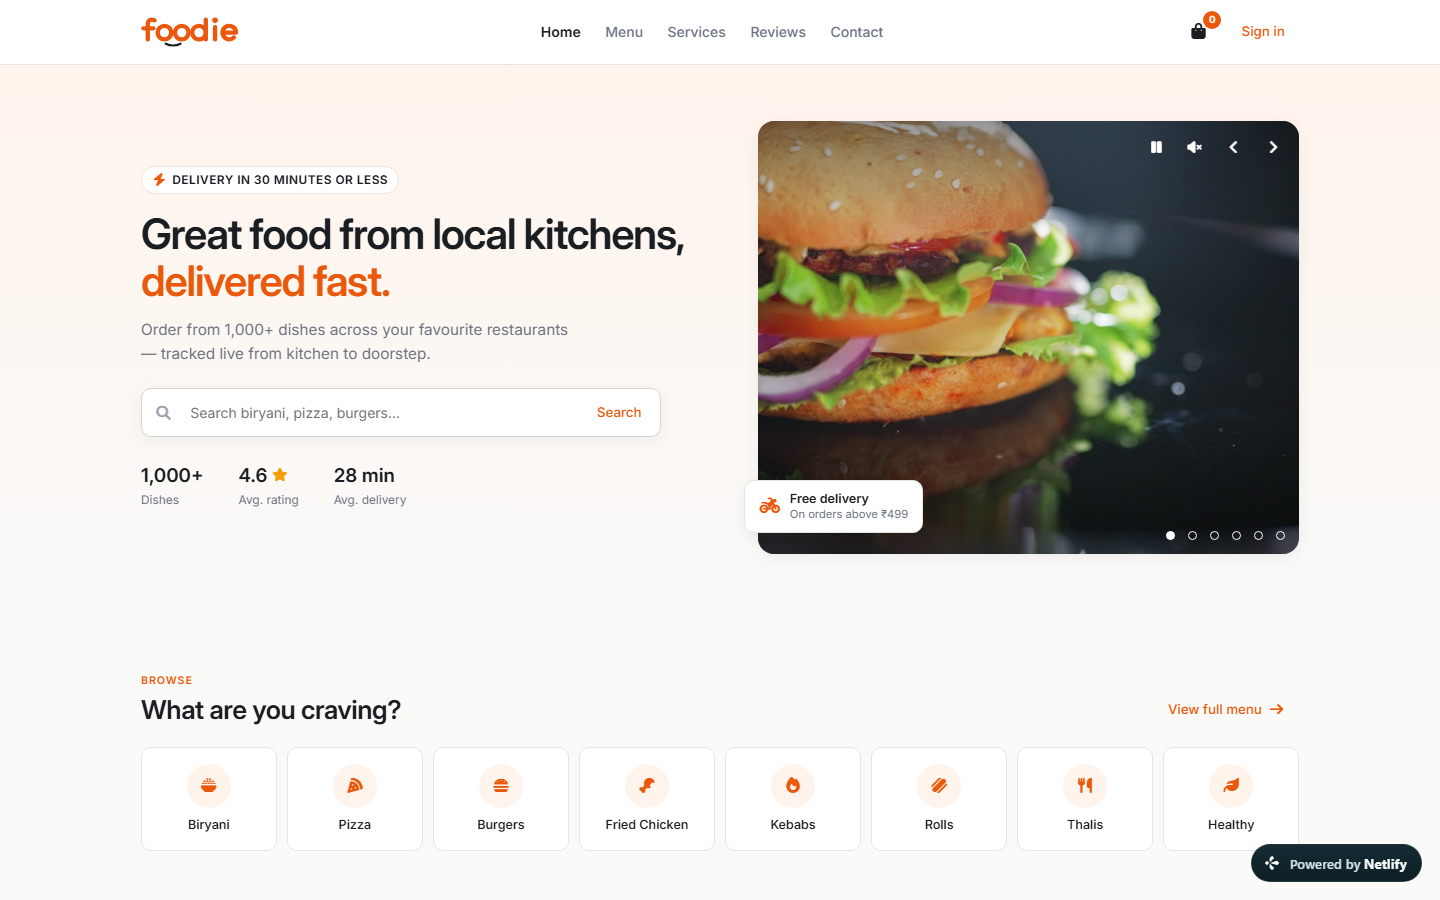 foodie
Home
Menu
Services
Reviews
Contact
0
Sign in
DELIVERY IN 30 MINUTES OR LESS
Great food from local kitchens,
delivered fast.
Order from 1,000+ dishes across your favourite restaurants
— tracked live from kitchen to doorstep.
Search biryani, pizza, burgers...
Search
1,000+
Dishes
4.6
Avg. rating
28 min
Avg. delivery
Free delivery
On orders above ₹499
BROWSE
What are you craving?
View full menu
Biryani
Pizza
Burgers
Fried Chicken
Kebabs
Rolls
Thalis
Healthy
Powered by Netlify